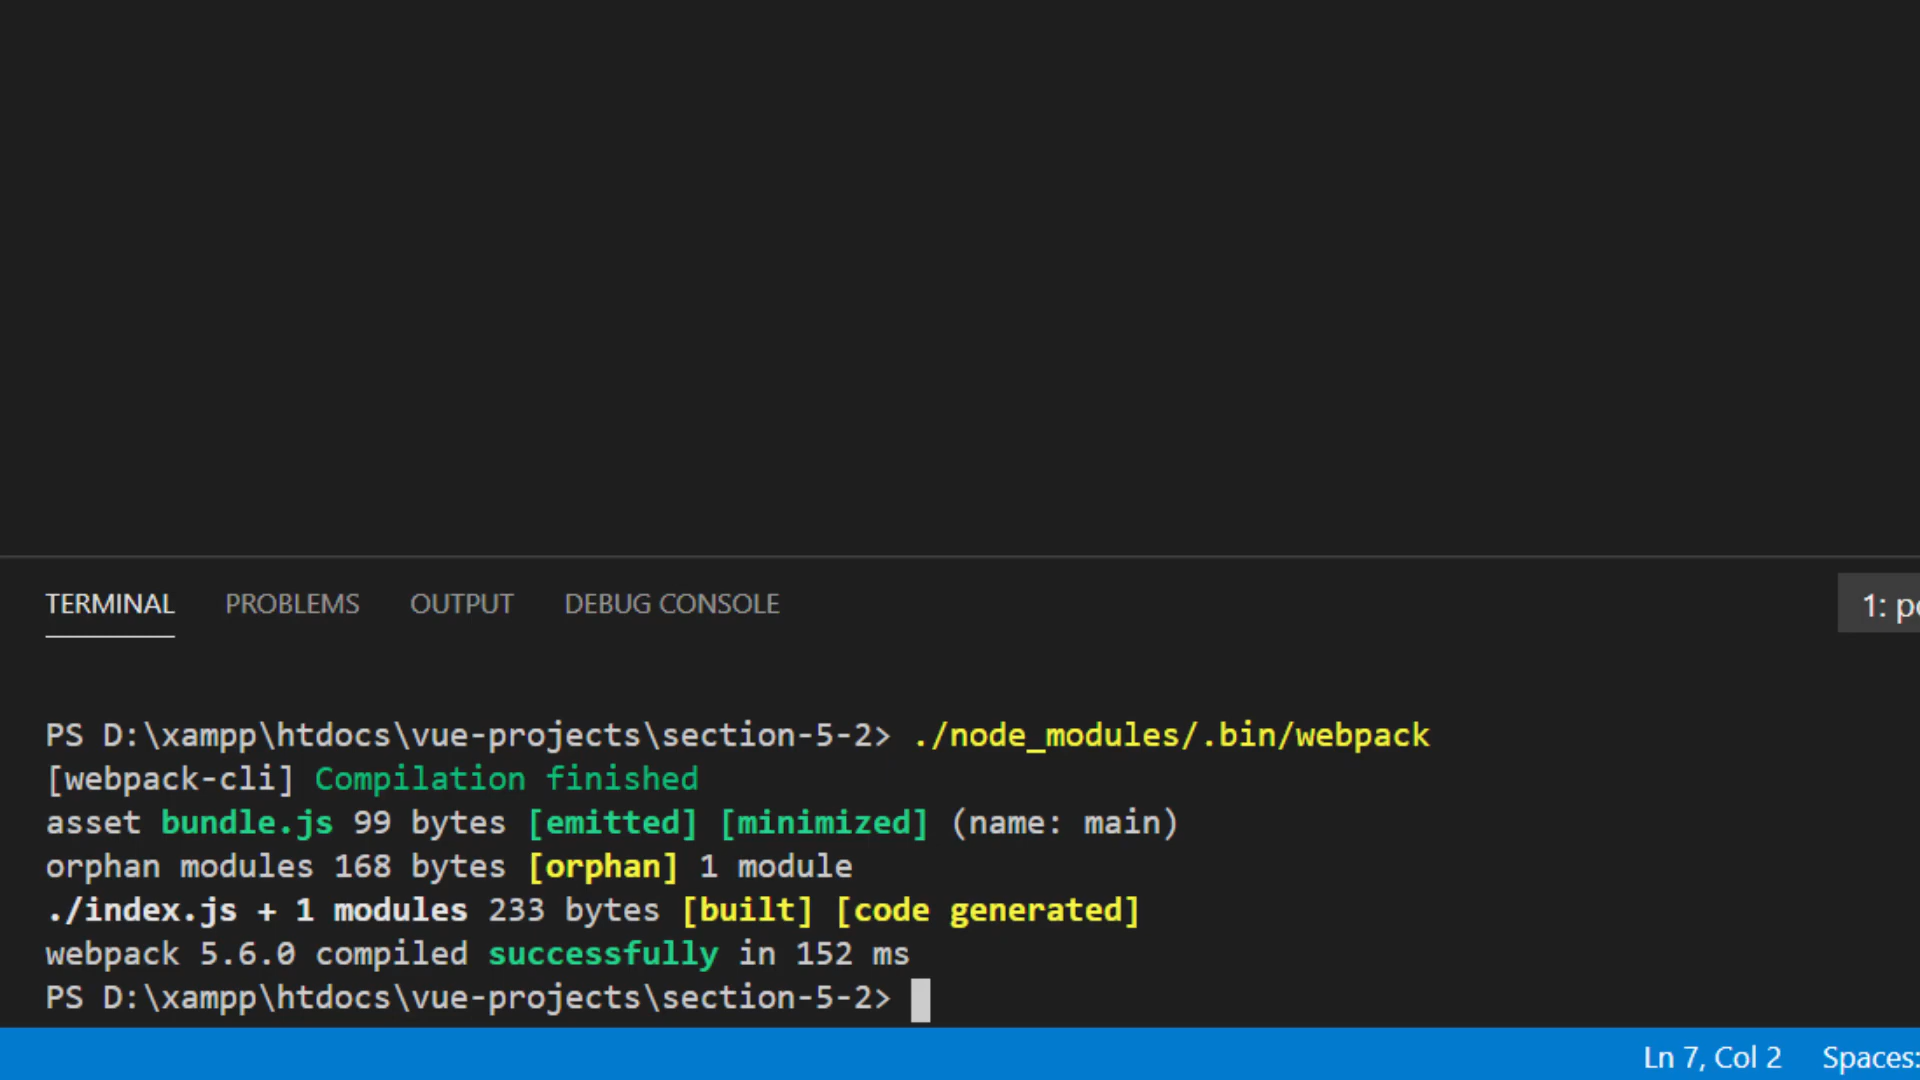 TERMINAL PROBLEMS OUTPUT DEBUG CONSOLE 1: po
PS D:\xampp\htdocs\vue-projects\section-5-2> ./node_modules/.bin/webpack
[webpack-cli] Compilation finished
asset bundle.js 99 bytes [emitted] [minimized] (name: main)
orphan modules 168 bytes [orphan] 1 module
./index.js + 1 modules 233 bytes [built] [code generated]
webpack 5.6.0 compiled successfully in 152 ms
PS D:\xampp\htdocs\vue-projects\section-5-2>
Ln 7, Col 2 Spaces: